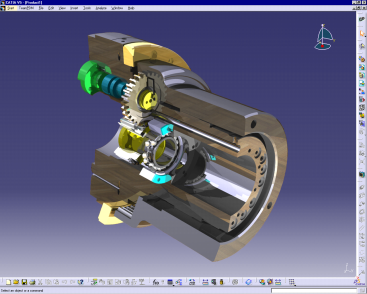 CATIA V5 - [Product1]
Start File Edit View Insert Tools Analyze Window Help
Select an object or a command